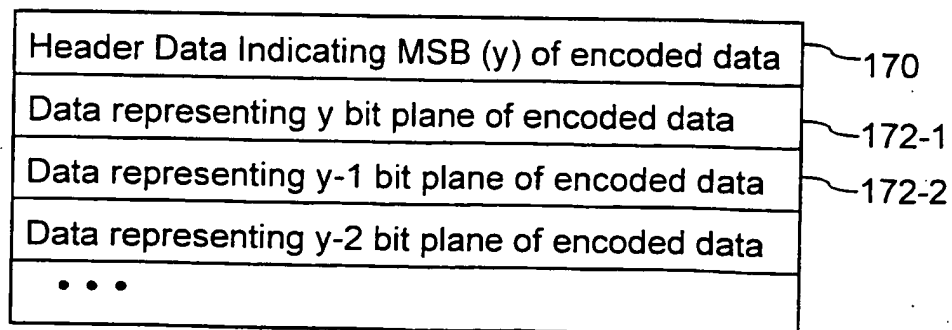 Header Data Indicating MSB (y) of encoded data 170
Data representing y bit plane of encoded data 172-1
Data representing y-1 bit plane of encoded data 172-2
Data representing y-2 bit plane of encoded data
• • •